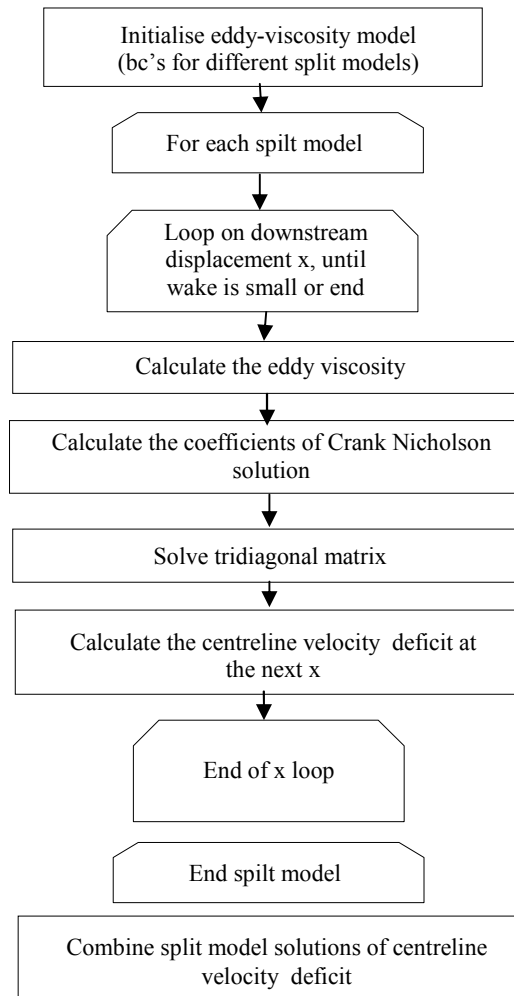 Initialise eddy-viscosity model
(bc's for different split models)
For each spilt model
Loop on downstream
displacement x, until
wake is small or end
Calculate the eddy viscosity
Calculate the coefficients of Crank Nicholson
solution
Solve tridiagonal matrix
Calculate the centreline velocity deficit at
the next x
End of x loop
End spilt model
Combine split model solutions of centreline
velocity deficit